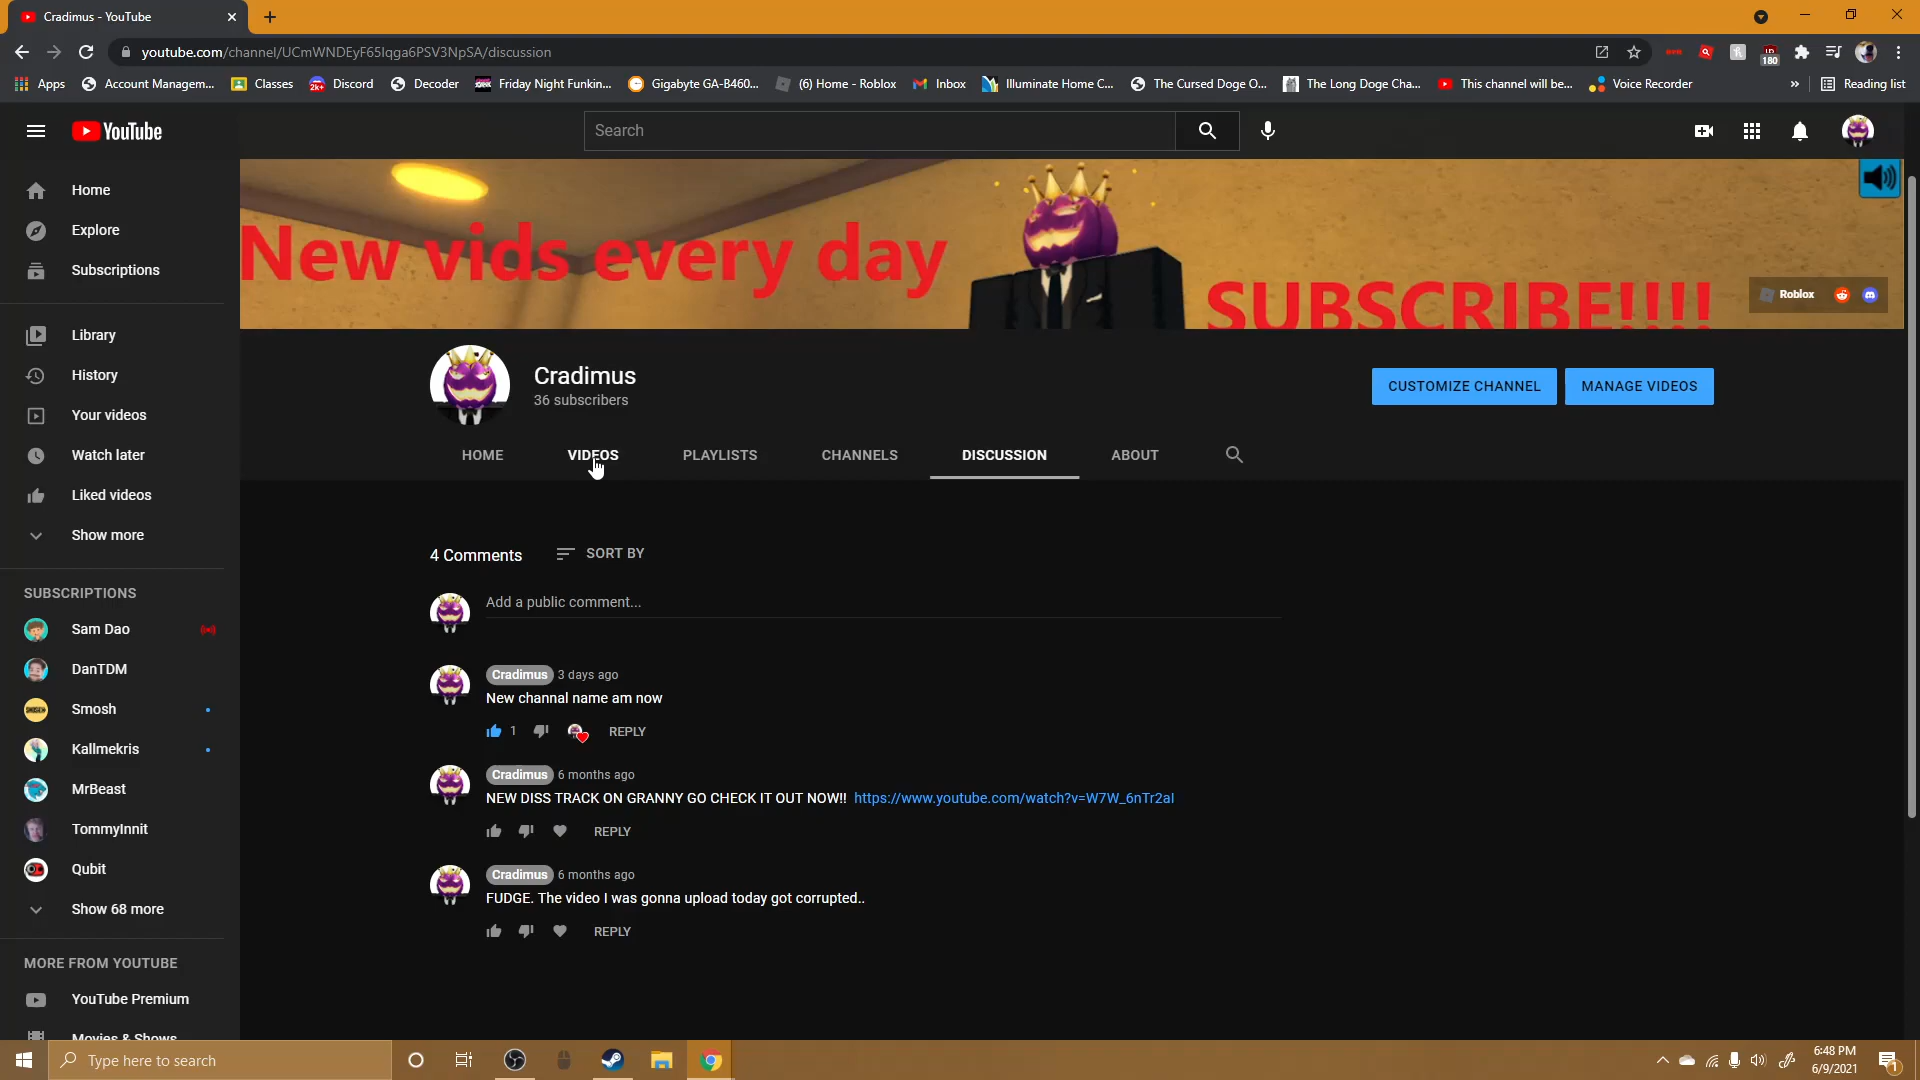 Cradimus - YouTube
youtube.com/channel/UCmWNDEyF65Iqga6PSV3NpSA/discussion
180
Apps
Account Managem...
Classes
2k+
Discord
Decoder
Friday Night Funkin...
Gigabyte GA-B460...
(6) Home - Roblox
Inbox
Illuminate Home C...
The Cursed Doge O...
The Long Doge Cha...
This channel will be...
Voice Recorder
»
Reading list
YouTube
Search
Home
Explore
Subscriptions
Library
History
Your videos
Watch later
Liked videos
Show more
SUBSCRIPTIONS
Sam Dao
DanTDM
Smosh
Kallmekris
MrBeast
TommyInnit
Qubit
Show 68 more
MORE FROM YOUTUBE
YouTube Premium
Movies & Shows
New vids every day
SUBSCRIBE!!!!
Roblox
Cradimus
36 subscribers
CUSTOMIZE CHANNEL
MANAGE VIDEOS
HOME
VIDEOS
PLAYLISTS
CHANNELS
DISCUSSION
ABOUT
4 Comments
SORT BY
Add a public comment...
Cradimus 3 days ago
New channal name am now
1
REPLY
Cradimus 6 months ago
NEW DISS TRACK ON GRANNY GO CHECK IT OUT NOW!! https://www.youtube.com/watch?v=W7W_6nTr2aI
REPLY
Cradimus 6 months ago
FUDGE. The video I was gonna upload today got corrupted..
REPLY
Type here to search
6:48 PM
6/9/2021
1